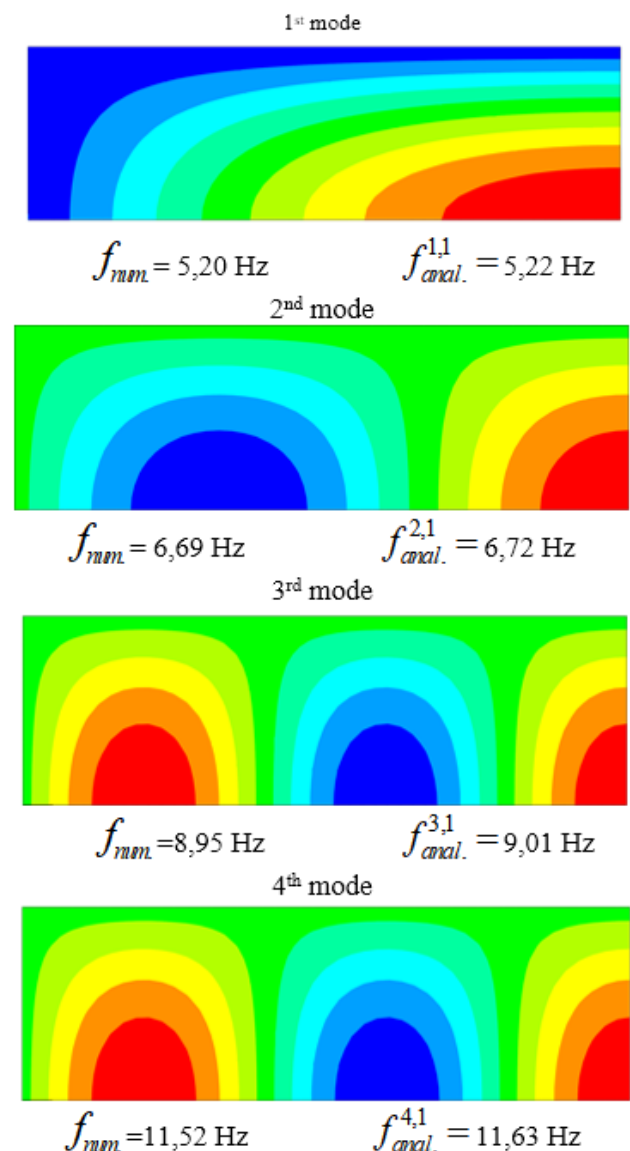 1st mode
fnum. = 5,20 Hz f1,1anal. = 5,22 Hz
2nd mode
fnum. = 6,69 Hz f2,1anal. = 6,72 Hz
3rd mode
fnum. =8,95 Hz f3,1anal. = 9,01 Hz
4th mode
fnum. =11,52 Hz f4,1anal. = 11,63 Hz